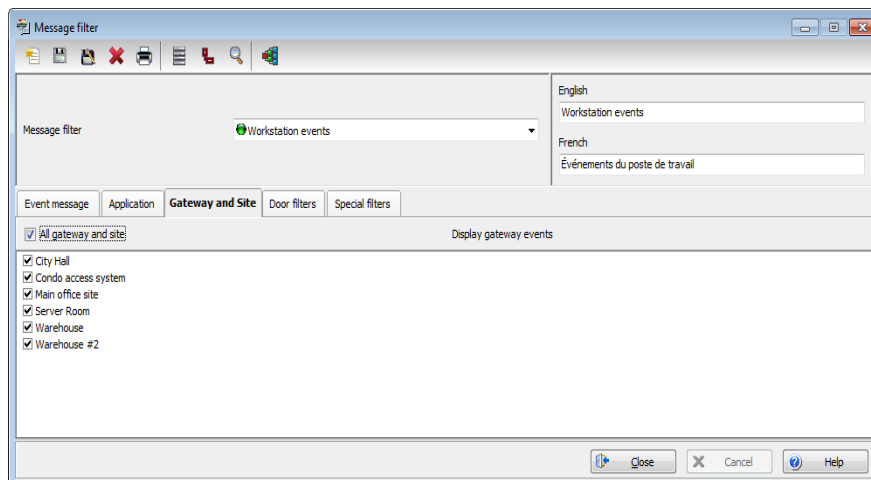 Message filter
Message filter
Workstation events
English
Workstation events
French
Événements du poste de travail
Event message
Application
Gateway and Site
Door filters
Special filters
All gateway and site
Display gateway events
City Hall
Condo access system
Main office site
Server Room
Warehouse
Warehouse #2
Close
Cancel
Help